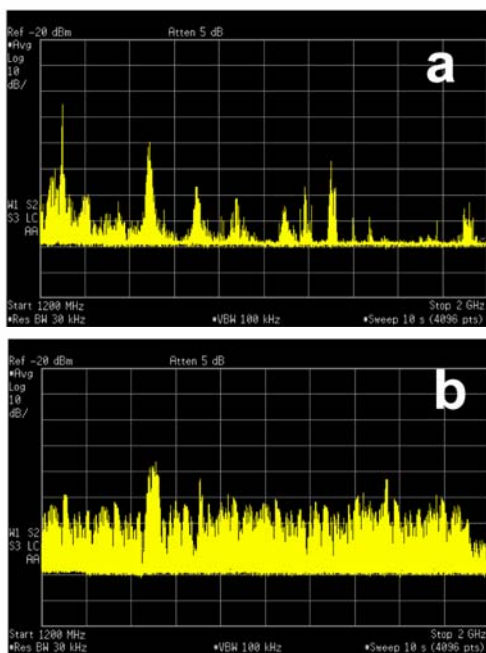 Ref -20 dBm Atten 5 dB
*Avg
Log
10
dB/
a
W1 S2
S3 LC
AA
Start 1200 MHz Stop 2 GHz
*Res BW 30 kHz *VBW 100 kHz *Sweep 10 s (4096 pts)
Ref -20 dBm Atten 5 dB
*Avg
Log
10
dB/
b
W1 S2
S3 LC
AA
Start 1200 MHz Stop 2 GHz
*Res BW 30 kHz *VBW 100 kHz *Sweep 10 s (4096 pts)